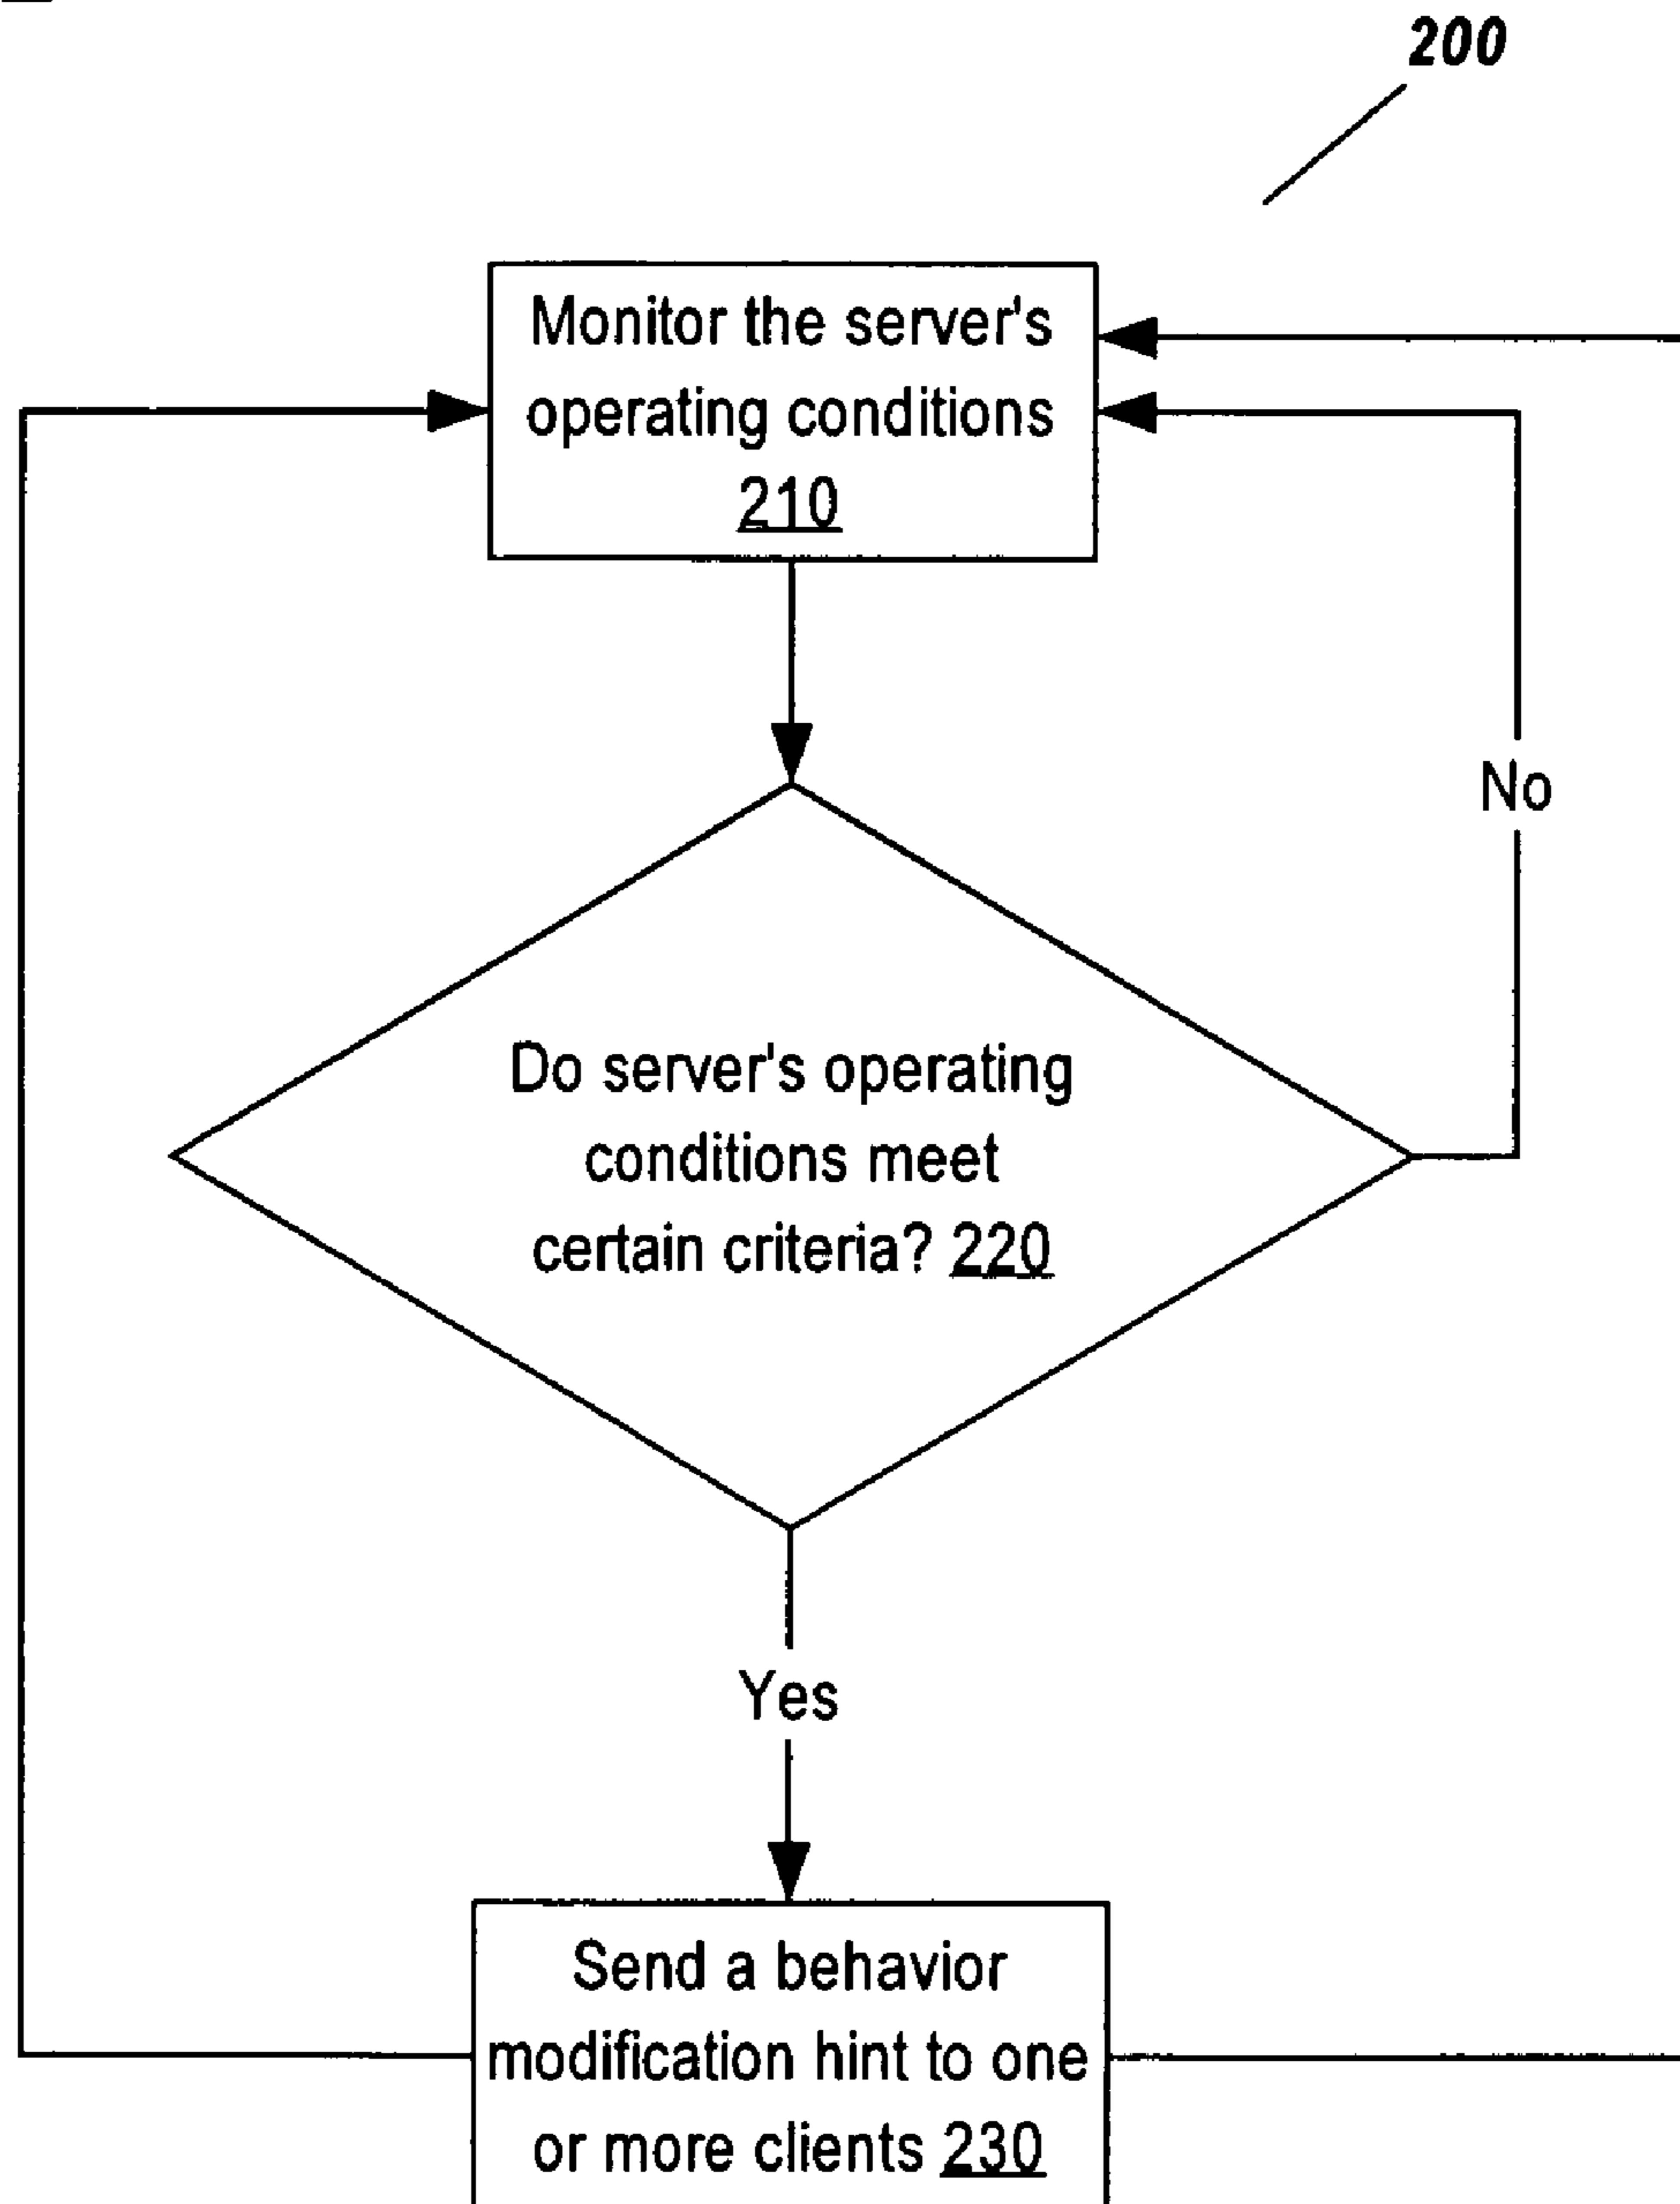 200
Monitor the server's
operating conditions
210
No
Do server's operating
conditions meet
certain criteria? 220
Yes
Send a behavior
modification hint to one
or more clients 230